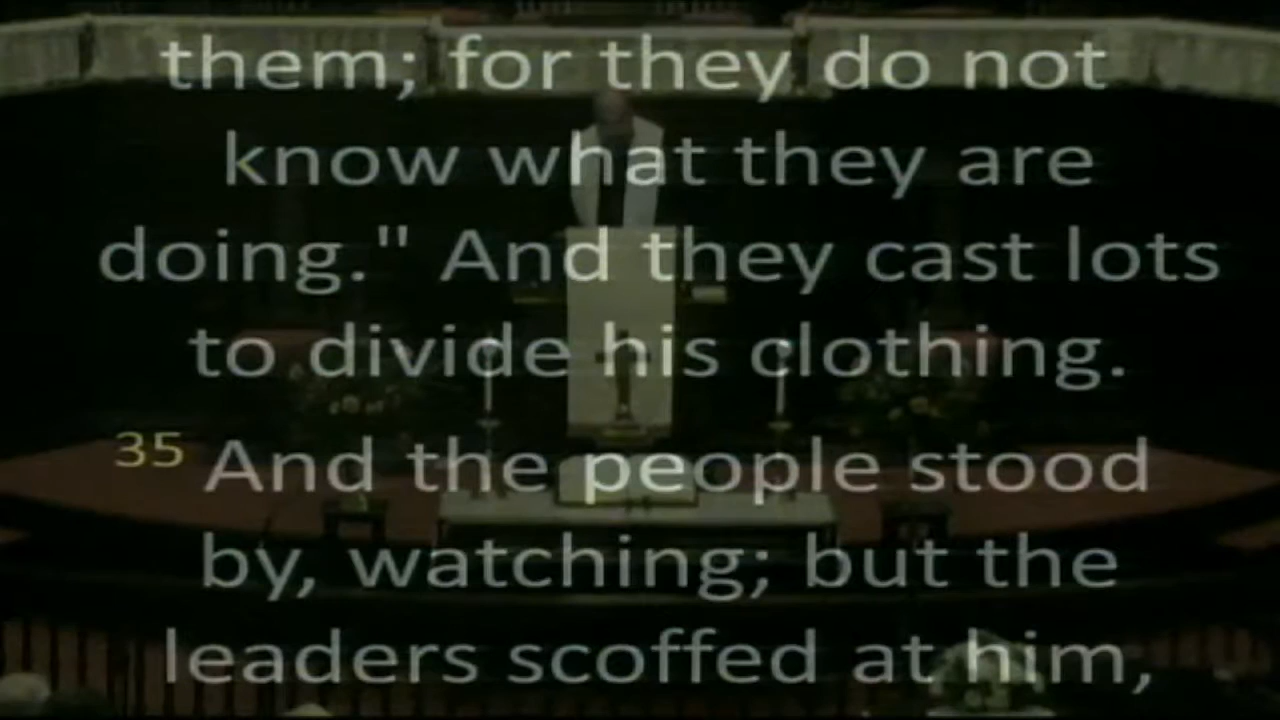 them; for they do not
know what they are
doing." And they cast lots
to divide his clothing.
35 And the people stood
by, watching; but the
leaders scoffed at him,